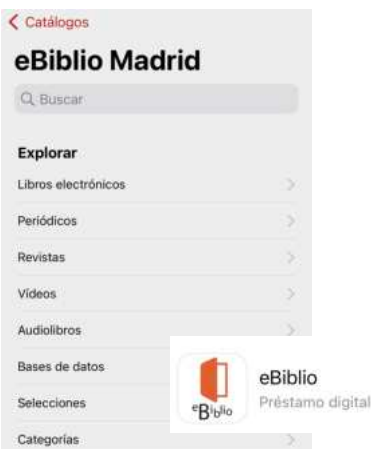 Catálogos
eBiblio Madrid
Buscar
Explorar
Libros electrónicos
Periódicos
Revistas
Vídeos
Audiolibros
Bases de datos
Selecciones
Categorías
eBiblio
eBiblio
Préstamo digital